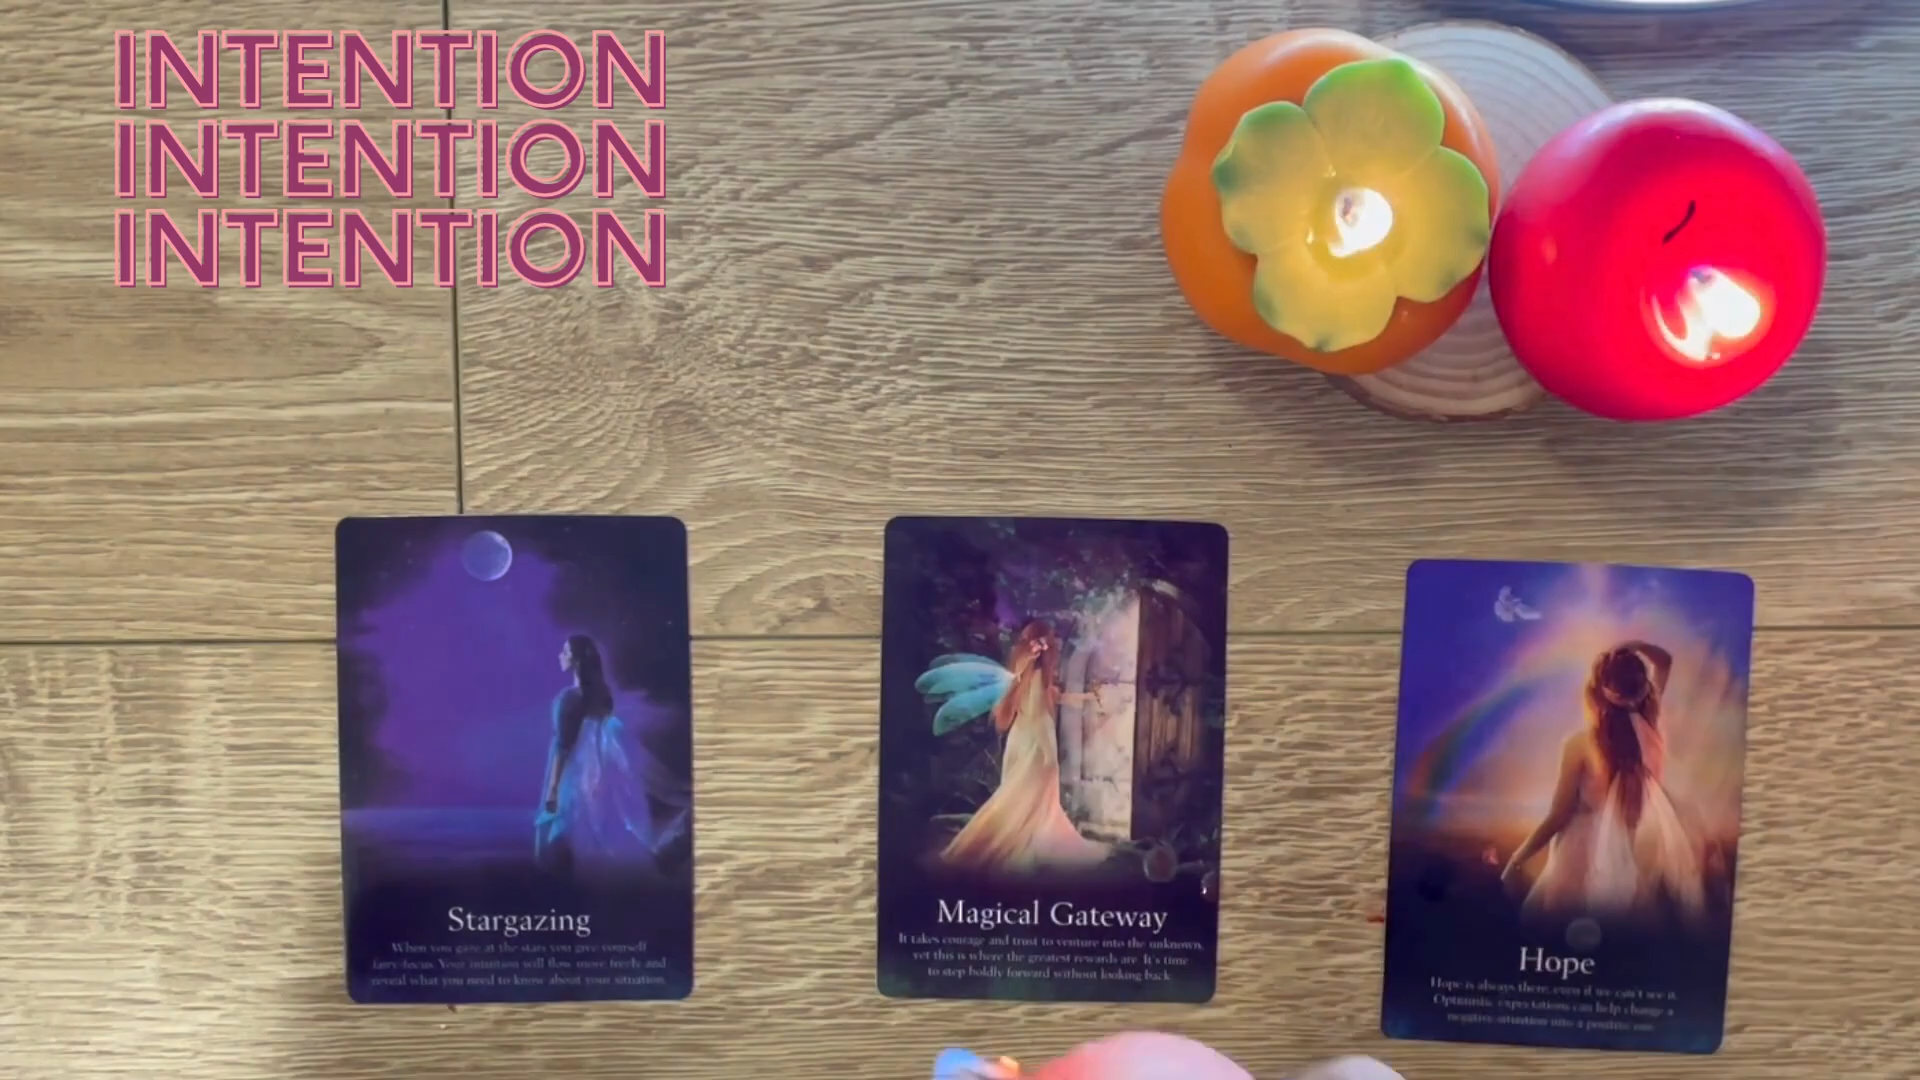 INTENTION
INTENTION
INTENTION
Stargazing
When you gaze at the stars you give yourself
fairy-focus. Your intuition will flow more freely and
reveal what you need to know about your situation.
Magical Gateway
It takes courage and trust to venture into the unknown,
yet this is where the greatest rewards are. It's time
to step boldly forward without looking back.
Hope
Hope is always there, even if we can't see it.
Optimistic expectations can help change a
negative situation into a positive one.